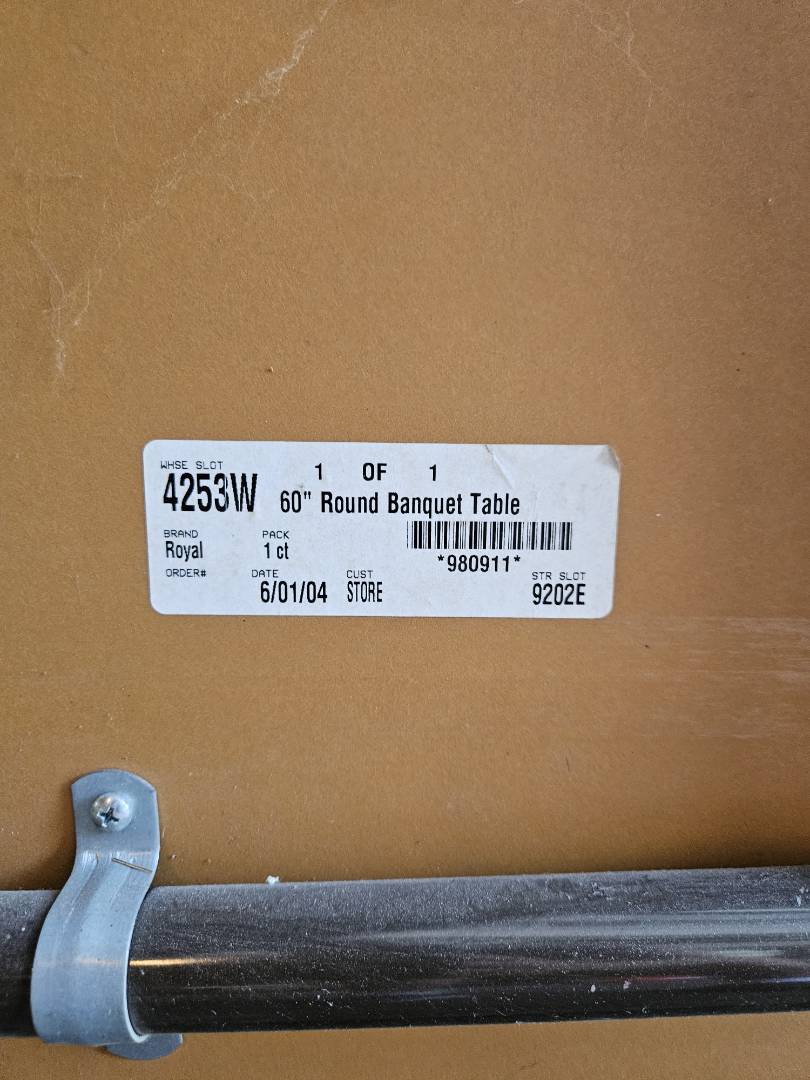 WHSE SLOT
1 OF 1
4253W 60" Round Banquet Table
BRAND PACK
Royal 1 ct
*980911*
ORDER# DATE CUST STR SLOT
6/01/04 STORE 9202E